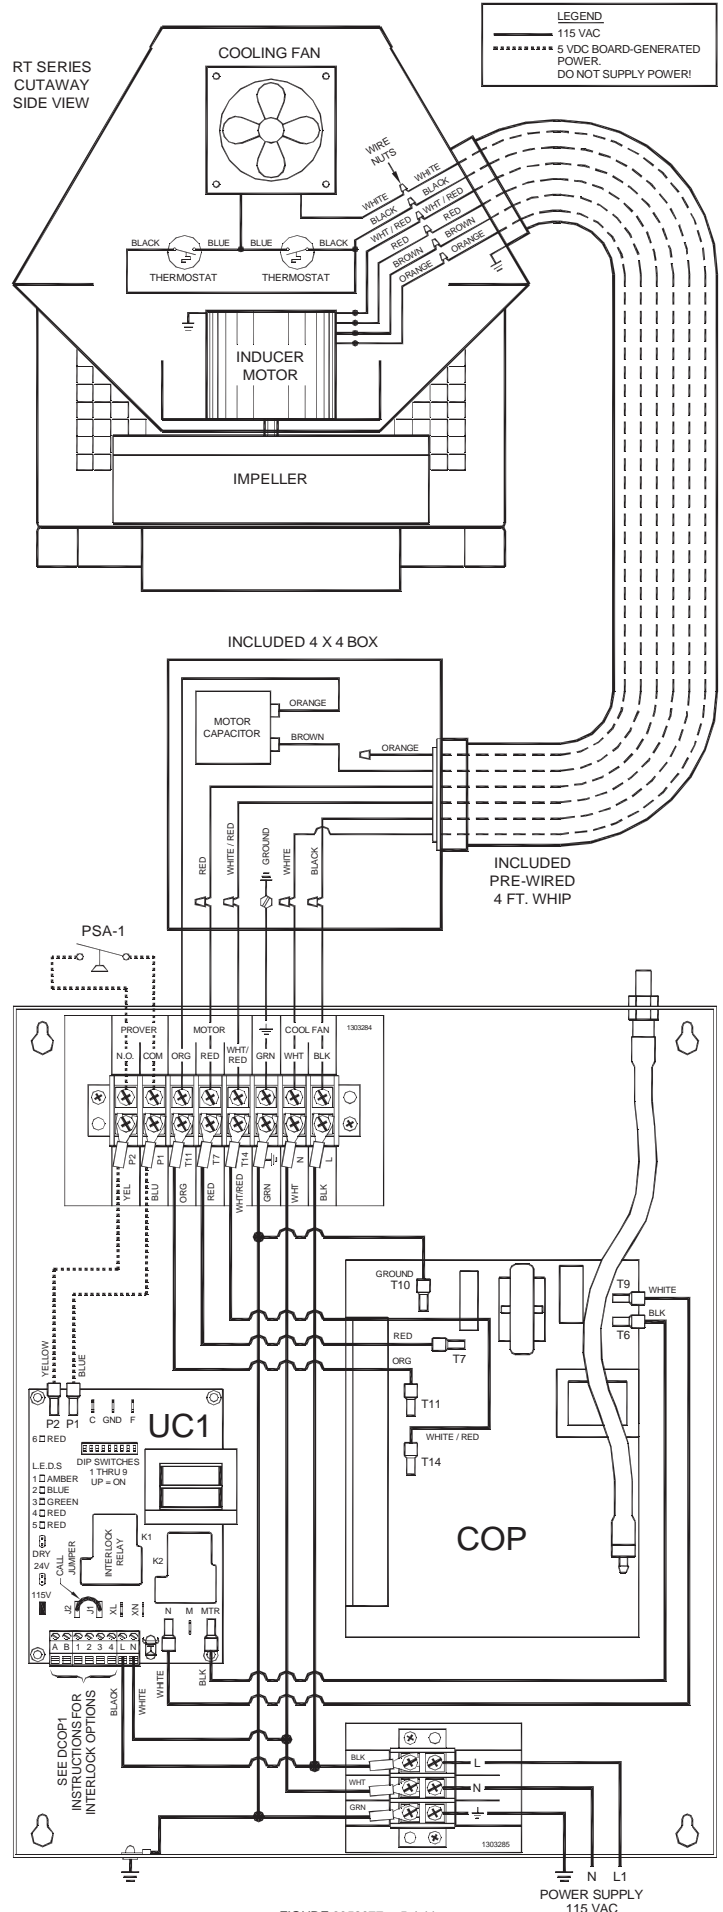 LEGEND
115 VAC
5 VDC BOARD-GENERATED
POWER.
DO NOT SUPPLY POWER!
RT SERIES
CUTAWAY
SIDE VIEW
COOLING FAN
WIRE
NUTS
WHITE
WHITE
BLACK
BLACK
WHT / RED
WHT / RED
RED
RED
BROWN
BROWN
ORANGE
ORANGE
BLACK
BLUE
BLUE
BLACK
THERMOSTAT
THERMOSTAT
INDUCER
MOTOR
IMPELLER
INCLUDED 4 X 4 BOX
MOTOR
CAPACITOR
ORANGE
BROWN
ORANGE
RED
WHITE / RED
GROUND
WHITE
BLACK
INCLUDED
PRE-WIRED
4 FT. WHIP
PSA-1
PROVER
MOTOR
COOL FAN
1303284
N.O.
COM
ORG
RED
WHT/
RED
GRN
WHT
BLK
P2
P1
T11
T7
T14
N
L
YEL
BLU
ORG
RED
WHT/RED
GRN
WHT
BLK
GROUND
T10
T9
WHITE
BLK
T6
RED
T7
ORG
T11
WHITE / RED
T14
COP
YELLOW
BLUE
P2
P1
C
GND
F
UC1
6 RED
DIP SWITCHES
1 THRU 9
UP = ON
L.E.D.S
1 AMBER
2 BLUE
3 GREEN
4 RED
5 RED
DRY
24V
115V
CALL
JUMPER
INTERLOCK
RELAY
K1
K2
J2
J1
XL
XN
N
M
MTR
A B 1 2 3 4 L N
BLACK
WHITE
WHITE
BLK
SEE DCOP1
INSTRUCTIONS FOR
INTERLOCK OPTIONS
BLK
L
WHT
N
GRN
1303285
N
L1
POWER SUPPLY
115 VAC